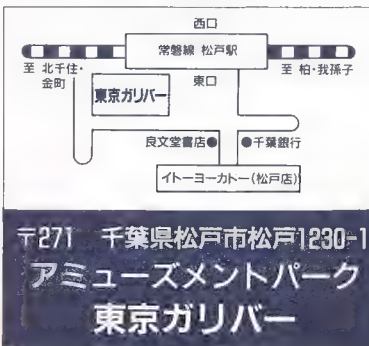 西口
常磐線 松戸駅
至 北千住・
金町
至 柏・我孫子
東口
東京ガリバー
良文堂書店●
●千葉銀行
イトーヨーカトー(松戸店)
〒271 千葉県松戸市松戸1230-1
アミューズメントパーク
東京ガリバー